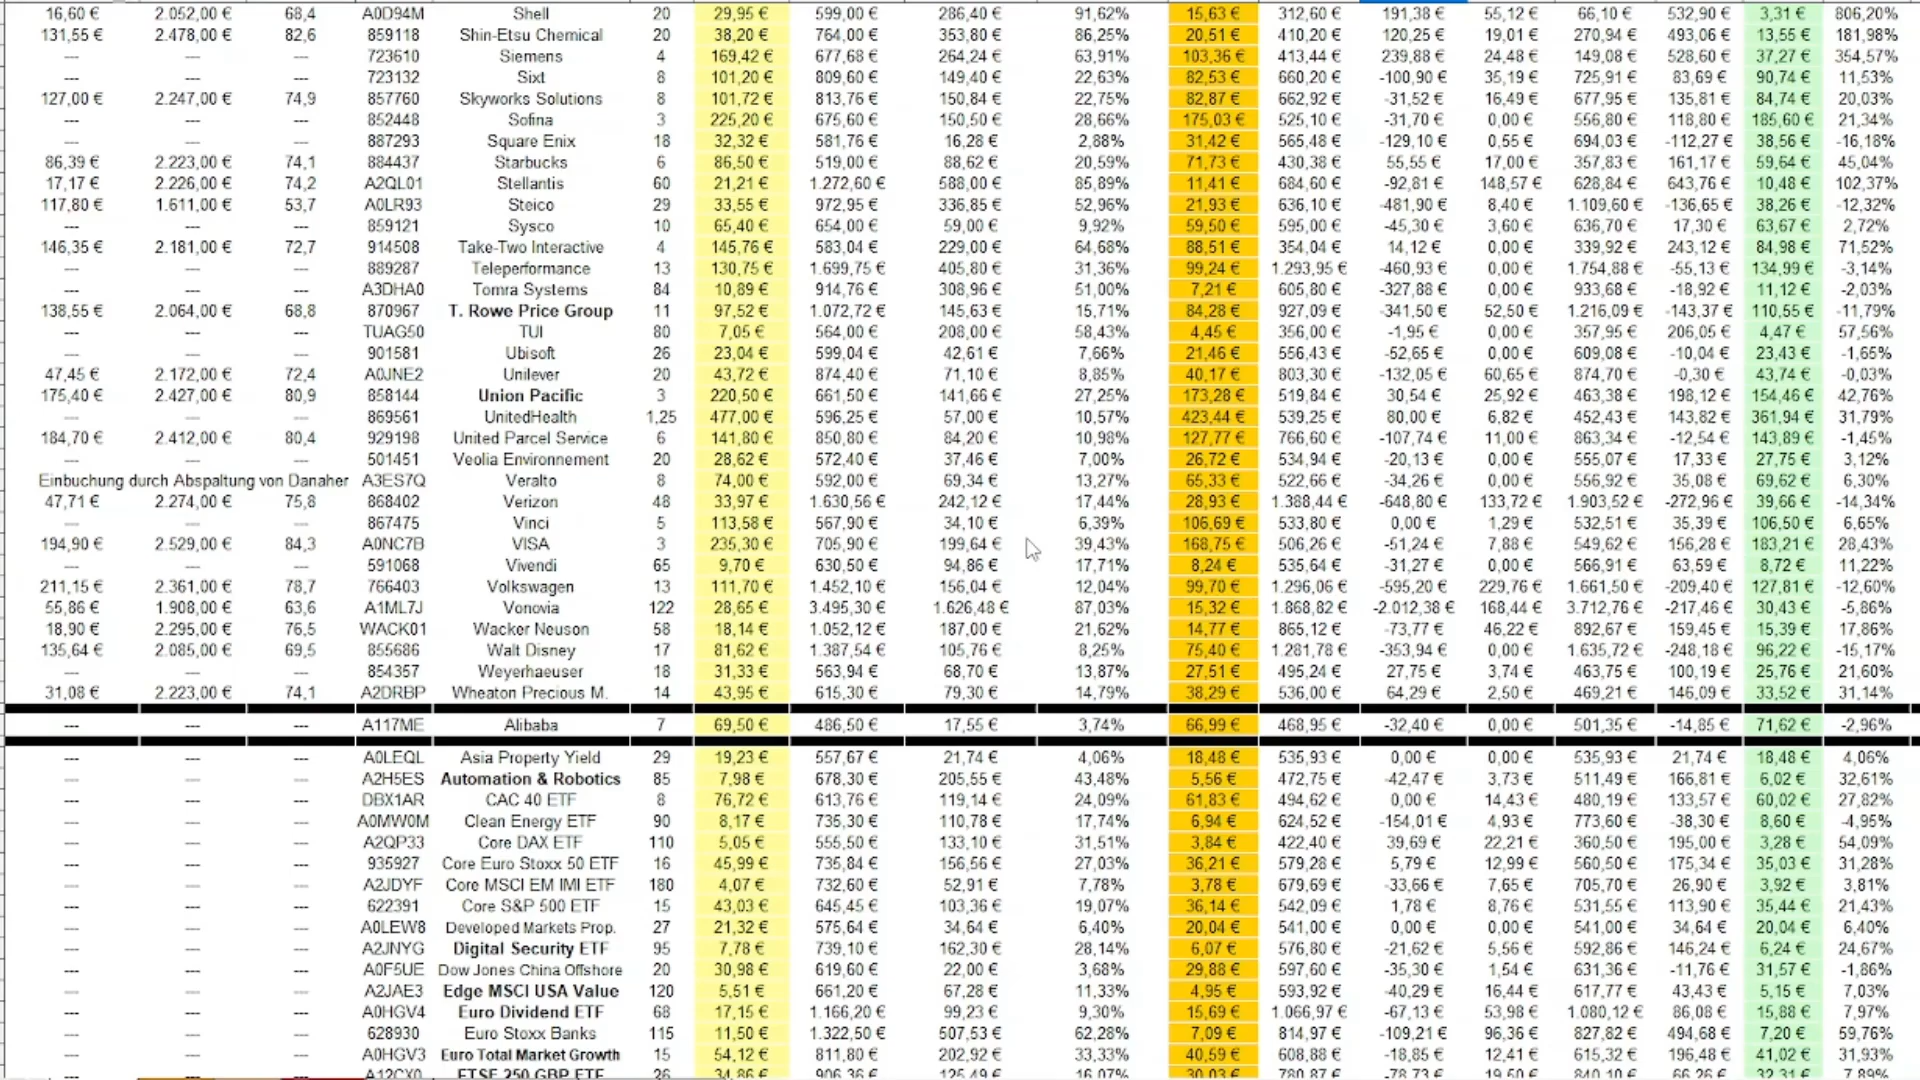 16,60 € 2.052,00 € 68,4 A0D94M Shell 20 29,95 € 599,00 € 286,40 € 91,62% 15,63 € 312,60 € 191,38 € 55,12 € 66,10 € 532,90 € 3,31 € 806,20%
131,55 € 2.478,00 € 82,6 859118 Shin-Etsu Chemical 20 38,20 € 764,00 € 353,80 € 86,25% 20,51 € 410,20 € 120,25 € 19,01 € 270,94 € 493,06 € 13,55 € 181,98%
--- --- --- 723610 Siemens 4 169,42 € 677,68 € 264,24 € 63,91% 103,36 € 413,44 € 239,88 € 24,48 € 149,08 € 528,60 € 37,27 € 354,57%
--- --- --- 723132 Sixt 8 101,20 € 809,60 € 149,40 € 22,63% 82,53 € 660,20 € -100,90 € 35,19 € 725,91 € 83,69 € 90,74 € 11,53%
127,00 € 2.247,00 € 74,9 857760 Skyworks Solutions 8 101,72 € 813,76 € 150,84 € 22,75% 82,87 € 662,92 € -31,52 € 16,49 € 677,95 € 135,81 € 84,74 € 20,03%
--- --- --- 852448 Sofina 3 225,20 € 675,60 € 150,50 € 28,66% 175,03 € 525,10 € -31,70 € 0,00 € 556,80 € 118,80 € 185,60 € 21,34%
--- --- --- 887293 Square Enix 18 32,32 € 581,76 € 16,28 € 2,88% 31,42 € 565,48 € -129,10 € 0,55 € 694,03 € -112,27 € 38,56 € -16,18%
86,39 € 2.223,00 € 74,1 884437 Starbucks 6 86,50 € 519,00 € 88,62 € 20,59% 71,73 € 430,38 € 55,55 € 17,00 € 357,83 € 161,17 € 59,64 € 45,04%
17,17 € 2.226,00 € 74,2 A2QL01 Stellantis 60 21,21 € 1.272,60 € 588,00 € 85,89% 11,41 € 684,60 € -92,81 € 148,57 € 628,84 € 643,76 € 10,48 € 102,37%
117,80 € 1.611,00 € 53,7 A0LR93 Steico 29 33,55 € 972,95 € 336,85 € 52,96% 21,93 € 636,10 € -481,90 € 8,40 € 1.109,60 € -136,65 € 38,26 € -12,32%
--- --- --- 859121 Sysco 10 65,40 € 654,00 € 59,00 € 9,92% 59,50 € 595,00 € -45,30 € 3,60 € 636,70 € 17,30 € 63,67 € 2,72%
146,35 € 2.181,00 € 72,7 914508 Take-Two Interactive 4 145,76 € 583,04 € 229,00 € 64,68% 88,51 € 354,04 € 14,12 € 0,00 € 339,92 € 243,12 € 84,98 € 71,52%
--- --- --- 889287 Teleperformance 13 130,75 € 1.699,75 € 405,80 € 31,36% 99,24 € 1.293,95 € -460,93 € 0,00 € 1.754,88 € -55,13 € 134,99 € -3,14%
--- --- --- A3DHA0 Tomra Systems 84 10,89 € 914,76 € 308,96 € 51,00% 7,21 € 605,80 € -327,88 € 0,00 € 933,68 € -18,92 € 11,12 € -2,03%
138,55 € 2.064,00 € 68,8 870967 T. Rowe Price Group 11 97,52 € 1.072,72 € 145,63 € 15,71% 84,28 € 927,09 € -341,50 € 52,50 € 1.216,09 € -143,37 € 110,55 € -11,79%
--- --- --- TUAG50 TUI 80 7,05 € 564,00 € 208,00 € 58,43% 4,45 € 356,00 € -1,95 € 0,00 € 357,95 € 206,05 € 4,47 € 57,56%
--- --- --- 901581 Ubisoft 26 23,04 € 599,04 € 42,61 € 7,66% 21,46 € 556,43 € -52,65 € 0,00 € 609,08 € -10,04 € 23,43 € -1,65%
47,45 € 2.172,00 € 72,4 A0JNE2 Unilever 20 43,72 € 874,40 € 71,10 € 8,85% 40,17 € 803,30 € -132,05 € 60,65 € 874,70 € -0,30 € 43,74 € -0,03%
175,40 € 2.427,00 € 80,9 858144 Union Pacific 3 220,50 € 661,50 € 141,66 € 27,25% 173,28 € 519,84 € 30,54 € 25,92 € 463,38 € 198,12 € 154,46 € 42,76%
--- --- --- 869561 UnitedHealth 1,25 477,00 € 596,25 € 57,00 € 10,57% 423,44 € 539,25 € 80,00 € 6,82 € 452,43 € 143,82 € 361,94 € 31,79%
184,70 € 2.412,00 € 80,4 929198 United Parcel Service 6 141,80 € 850,80 € 84,20 € 10,98% 127,77 € 766,60 € -107,74 € 11,00 € 863,34 € -12,54 € 143,89 € -1,45%
--- --- --- 501451 Veolia Environnement 20 28,62 € 572,40 € 37,46 € 7,00% 26,72 € 534,94 € -20,13 € 0,00 € 555,07 € 17,33 € 27,75 € 3,12%
Einbuchung durch Abspaltung von Danaher A3ES7Q Veralto 8 74,00 € 592,00 € 69,34 € 13,27% 65,33 € 522,66 € -34,26 € 0,00 € 556,92 € 35,08 € 69,62 € 6,30%
47,71 € 2.274,00 € 75,8 868402 Verizon 48 33,97 € 1.630,56 € 242,12 € 17,44% 28,93 € 1.388,44 € -648,80 € 133,72 € 1.903,52 € -272,96 € 39,66 € -14,34%
--- --- --- 867475 Vinci 5 113,58 € 567,90 € 34,10 € 6,39% 106,69 € 533,80 € 0,00 € 1,29 € 532,51 € 35,39 € 106,50 € 6,65%
194,90 € 2.529,00 € 84,3 A0NC7B VISA 3 235,30 € 705,90 € 199,64 € 39,43% 168,75 € 506,26 € -51,24 € 7,88 € 549,62 € 156,28 € 183,21 € 28,43%
--- --- --- 591068 Vivendi 65 9,70 € 630,50 € 94,86 € 17,71% 8,24 € 535,64 € -31,27 € 0,00 € 566,91 € 63,59 € 8,72 € 11,22%
211,15 € 2.361,00 € 78,7 766403 Volkswagen 13 111,70 € 1.452,10 € 156,04 € 12,04% 99,70 € 1.296,06 € -595,20 € 229,76 € 1.661,50 € -209,40 € 127,81 € -12,60%
55,86 € 1.908,00 € 63,6 A1ML7J Vonovia 122 28,65 € 3.495,30 € 1.626,48 € 87,03% 15,32 € 1.868,82 € -2.012,38 € 168,44 € 3.712,76 € -217,46 € 30,43 € -5,86%
18,90 € 2.295,00 € 76,5 WACK01 Wacker Neuson 58 18,14 € 1.052,12 € 187,00 € 21,62% 14,77 € 865,12 € -73,77 € 46,22 € 892,67 € 159,45 € 15,39 € 17,86%
135,64 € 2.085,00 € 69,5 855686 Walt Disney 17 81,62 € 1.387,54 € 105,76 € 8,25% 75,40 € 1.281,78 € -353,94 € 0,00 € 1.635,72 € -248,18 € 96,22 € -15,17%
--- --- --- 854357 Weyerhaeuser 18 31,33 € 563,94 € 68,70 € 13,87% 27,51 € 495,24 € 27,75 € 3,74 € 463,75 € 100,19 € 25,76 € 21,60%
31,08 € 2.223,00 € 74,1 A2DRBP Wheaton Precious M. 14 43,95 € 615,30 € 79,30 € 14,79% 38,29 € 536,00 € 64,29 € 2,50 € 469,21 € 146,09 € 33,52 € 31,14%
--- --- --- A117ME Alibaba 7 69,50 € 486,50 € 17,55 € 3,74% 66,99 € 468,95 € -32,40 € 0,00 € 501,35 € -14,85 € 71,62 € -2,96%
--- --- --- A0LEQL Asia Property Yield 29 19,23 € 557,67 € 21,74 € 4,06% 18,48 € 535,93 € 0,00 € 0,00 € 535,93 € 21,74 € 18,48 € 4,06%
--- --- --- A2H5ES Automation & Robotics 85 7,98 € 678,30 € 205,55 € 43,48% 5,56 € 472,75 € -42,47 € 3,73 € 511,49 € 166,81 € 6,02 € 32,61%
--- --- --- DBX1AR CAC 40 ETF 8 76,72 € 613,76 € 119,14 € 24,09% 61,83 € 494,62 € 0,00 € 14,43 € 480,19 € 133,57 € 60,02 € 27,82%
--- --- --- A0MW0M Clean Energy ETF 90 8,17 € 735,30 € 110,78 € 17,74% 6,94 € 624,52 € -154,01 € 4,93 € 773,60 € -38,30 € 8,60 € -4,95%
--- --- --- A2QP33 Core DAX ETF 110 5,05 € 555,50 € 133,10 € 31,51% 3,84 € 422,40 € 39,69 € 22,21 € 360,50 € 195,00 € 3,28 € 54,09%
--- --- --- 935927 Core Euro Stoxx 50 ETF 16 45,99 € 735,84 € 156,56 € 27,03% 36,21 € 579,28 € 5,79 € 12,99 € 560,50 € 175,34 € 35,03 € 31,28%
--- --- --- A2JDYF Core MSCI EM IMI ETF 180 4,07 € 732,60 € 52,91 € 7,78% 3,78 € 679,69 € -33,66 € 7,65 € 705,70 € 26,90 € 3,92 € 3,81%
--- --- --- 622391 Core S&P 500 ETF 15 43,03 € 645,45 € 103,36 € 19,07% 36,14 € 542,09 € 1,78 € 8,76 € 531,55 € 113,90 € 35,44 € 21,43%
--- --- --- A0LEW8 Developed Markets Prop. 27 21,32 € 575,64 € 34,64 € 6,40% 20,04 € 541,00 € 0,00 € 0,00 € 541,00 € 34,64 € 20,04 € 6,40%
--- --- --- A2JNYG Digital Security ETF 95 7,78 € 739,10 € 162,30 € 28,14% 6,07 € 576,80 € -21,62 € 5,56 € 592,86 € 146,24 € 6,24 € 24,67%
--- --- --- A0F5UE Dow Jones China Offshore 20 30,98 € 619,60 € 22,00 € 3,68% 29,88 € 597,60 € -35,30 € 1,54 € 631,36 € -11,76 € 31,57 € -1,86%
--- --- --- A2JAE3 Edge MSCI USA Value 120 5,51 € 661,20 € 67,28 € 11,33% 4,95 € 593,92 € -40,29 € 16,44 € 617,77 € 43,43 € 5,15 € 7,03%
--- --- --- A0HGV4 Euro Dividend ETF 68 17,15 € 1.166,20 € 99,23 € 9,30% 15,69 € 1.066,97 € -67,13 € 53,98 € 1.080,12 € 86,08 € 15,88 € 7,97%
--- --- --- 628930 Euro Stoxx Banks 115 11,50 € 1.322,50 € 507,53 € 62,28% 7,09 € 814,97 € -109,21 € 96,36 € 827,82 € 494,68 € 7,20 € 59,76%
--- --- --- A0HGV3 Euro Total Market Growth 15 54,12 € 811,80 € 202,92 € 33,33% 40,59 € 608,88 € -18,85 € 12,41 € 615,32 € 196,48 € 41,02 € 31,93%
--- --- --- A12CX0 FTSE 250 GBP ETF 26 34,86 € 906,36 € 125,49 € 16,07% 30,03 € 780,87 € -78,73 € 19,50 € 840,10 € 66,26 € 32,31 € 7,89%